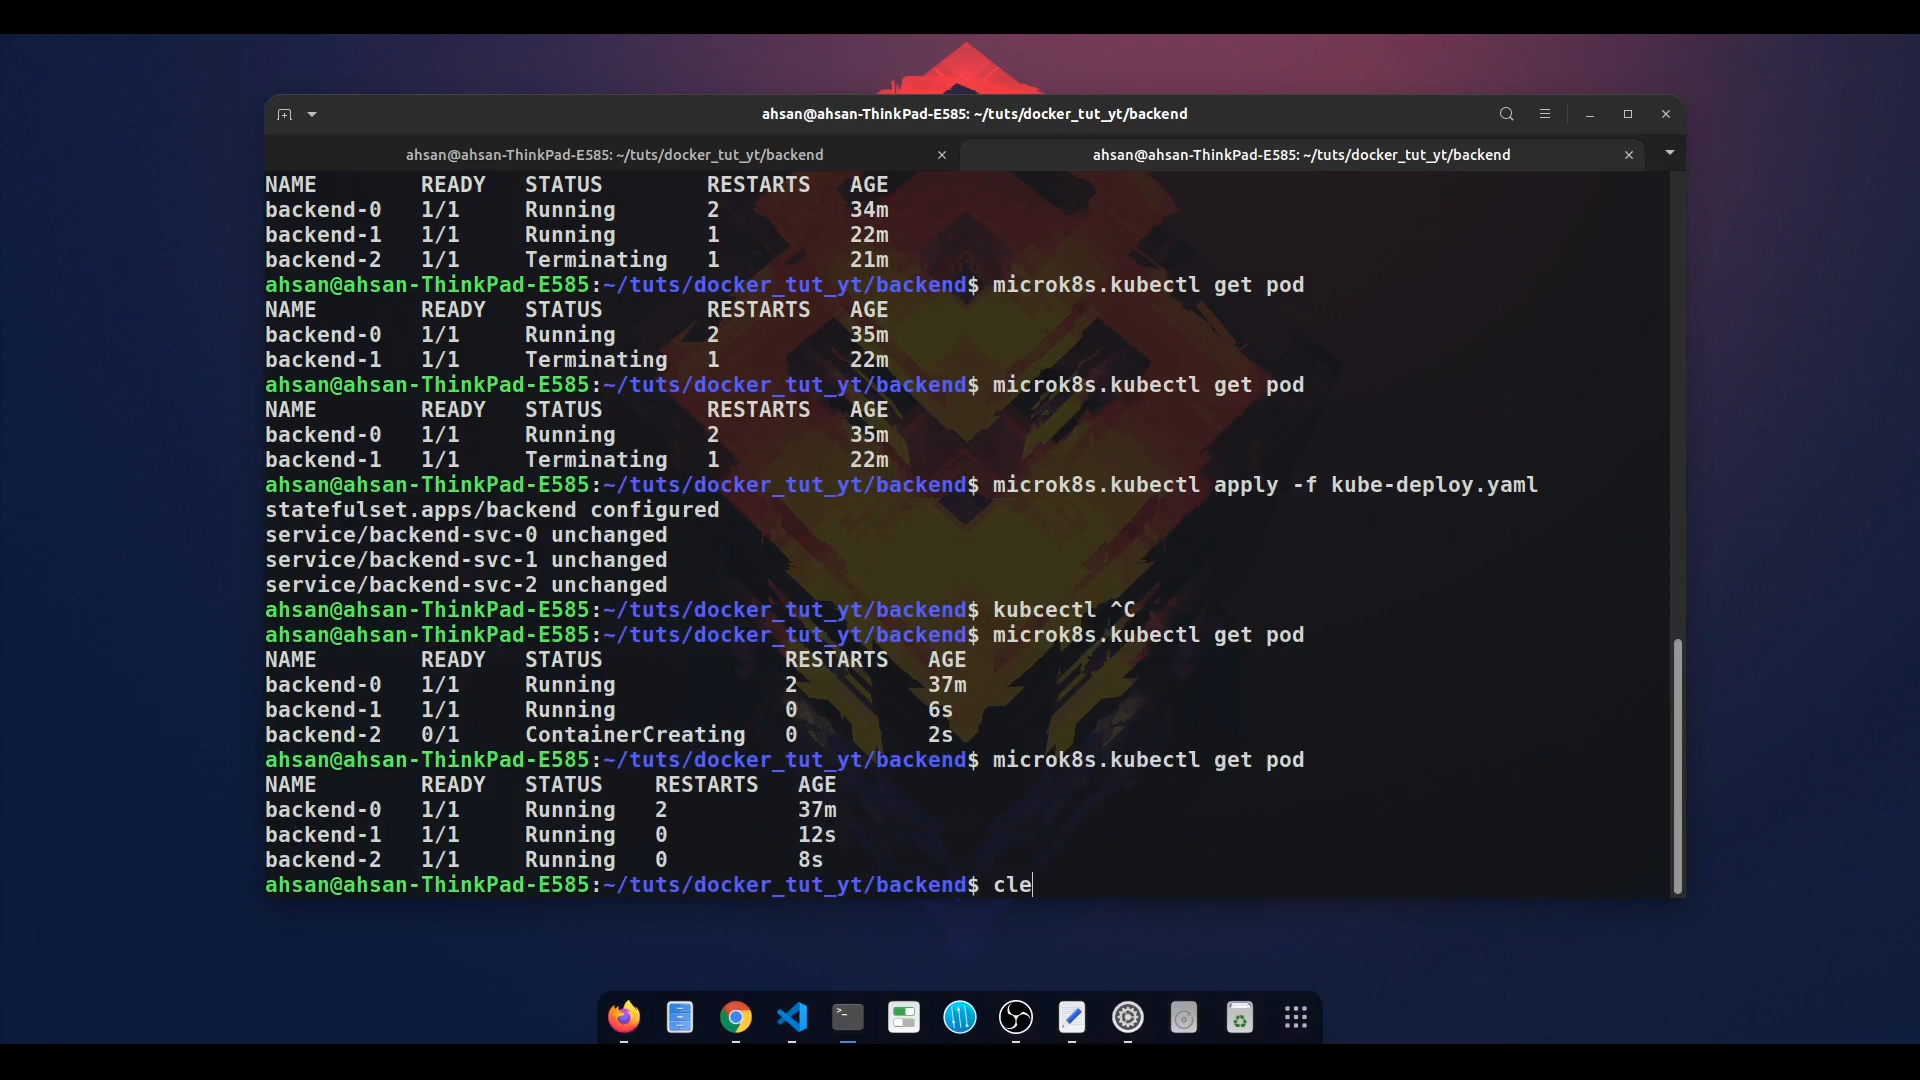 ahsan@ahsan-ThinkPad-E585: ~/tuts/docker_tut_yt/backend
ahsan@ahsan-ThinkPad-E585: ~/tuts/docker_tut_yt/backend
ahsan@ahsan-ThinkPad-E585: ~/tuts/docker_tut_yt/backend
NAME READY STATUS RESTARTS AGE
backend-0 1/1 Running 2 34m
backend-1 1/1 Running 1 22m
backend-2 1/1 Terminating 1 21m
ahsan@ahsan-ThinkPad-E585:~/tuts/docker_tut_yt/backend$ microk8s.kubectl get pod
NAME READY STATUS RESTARTS AGE
backend-0 1/1 Running 2 35m
backend-1 1/1 Terminating 1 22m
ahsan@ahsan-ThinkPad-E585:~/tuts/docker_tut_yt/backend$ microk8s.kubectl get pod
NAME READY STATUS RESTARTS AGE
backend-0 1/1 Running 2 35m
backend-1 1/1 Terminating 1 22m
ahsan@ahsan-ThinkPad-E585:~/tuts/docker_tut_yt/backend$ microk8s.kubectl apply -f kube-deploy.yaml
statefulset.apps/backend configured
service/backend-svc-0 unchanged
service/backend-svc-1 unchanged
service/backend-svc-2 unchanged
ahsan@ahsan-ThinkPad-E585:~/tuts/docker_tut_yt/backend$ kubcectl ^C
ahsan@ahsan-ThinkPad-E585:~/tuts/docker_tut_yt/backend$ microk8s.kubectl get pod
NAME READY STATUS RESTARTS AGE
backend-0 1/1 Running 2 37m
backend-1 1/1 Running 0 6s
backend-2 0/1 ContainerCreating 0 2s
ahsan@ahsan-ThinkPad-E585:~/tuts/docker_tut_yt/backend$ microk8s.kubectl get pod
NAME READY STATUS RESTARTS AGE
backend-0 1/1 Running 2 37m
backend-1 1/1 Running 0 12s
backend-2 1/1 Running 0 8s
ahsan@ahsan-ThinkPad-E585:~/tuts/docker_tut_yt/backend$ cle